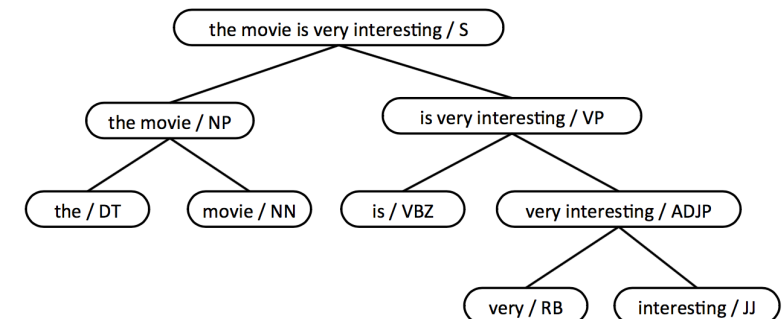 the movie is very interesting / S
the movie / NP
is very interesting / VP
the / DT
movie / NN
is / VBZ
very interesting / ADJP
very / RB
interesting / JJ